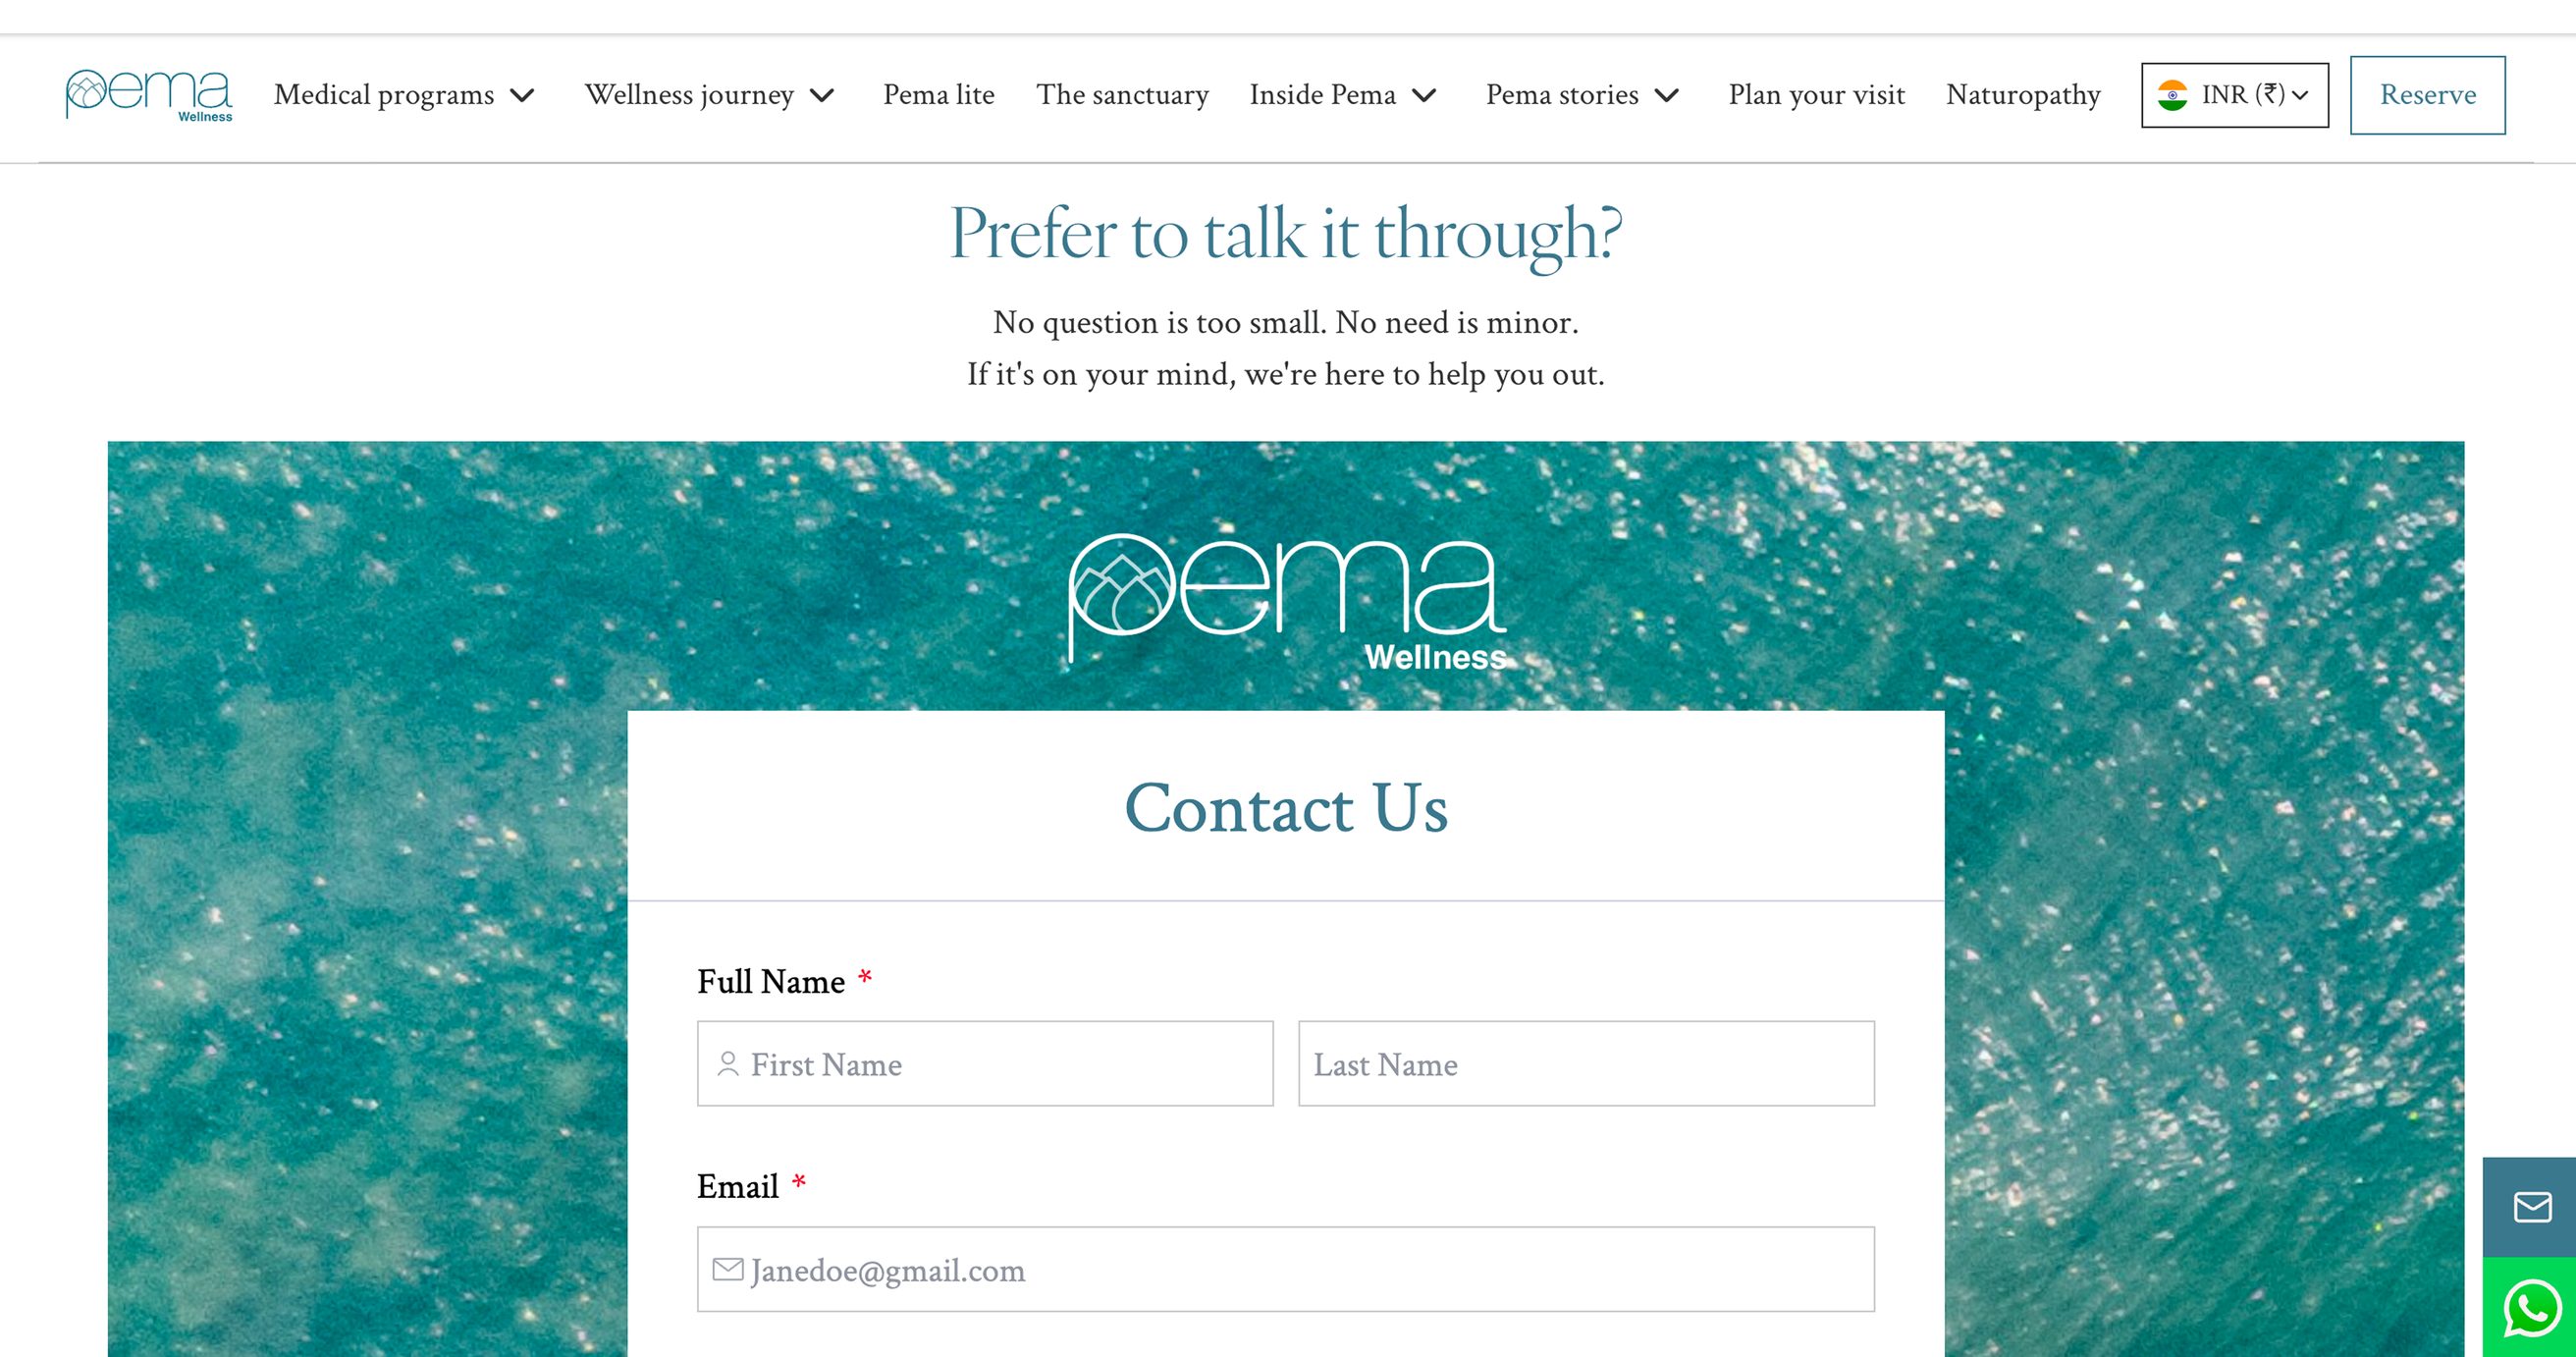 pema
Wellness
Medical programs
Wellness journey
Pema lite
The sanctuary
Inside Pema
Pema stories
Plan your visit
Naturopathy
INR (₹)
Reserve
Prefer to talk it through?
No question is too small. No need is minor.
If it's on your mind, we're here to help you out.
pema
Wellness
Contact Us
Full Name *
First Name
Last Name
Email *
Janedoe@gmail.com